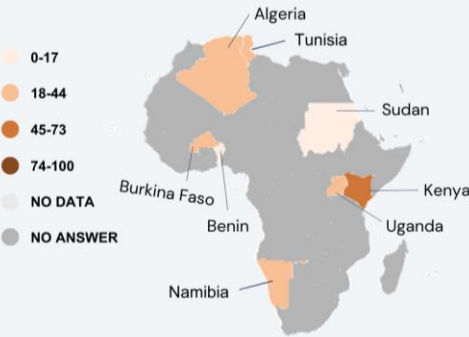 0-17
18-44
45-73
74-100
NO DATA
NO ANSWER
Algeria
Tunisia
Sudan
Burkina Faso
Benin
Kenya
Uganda
Namibia